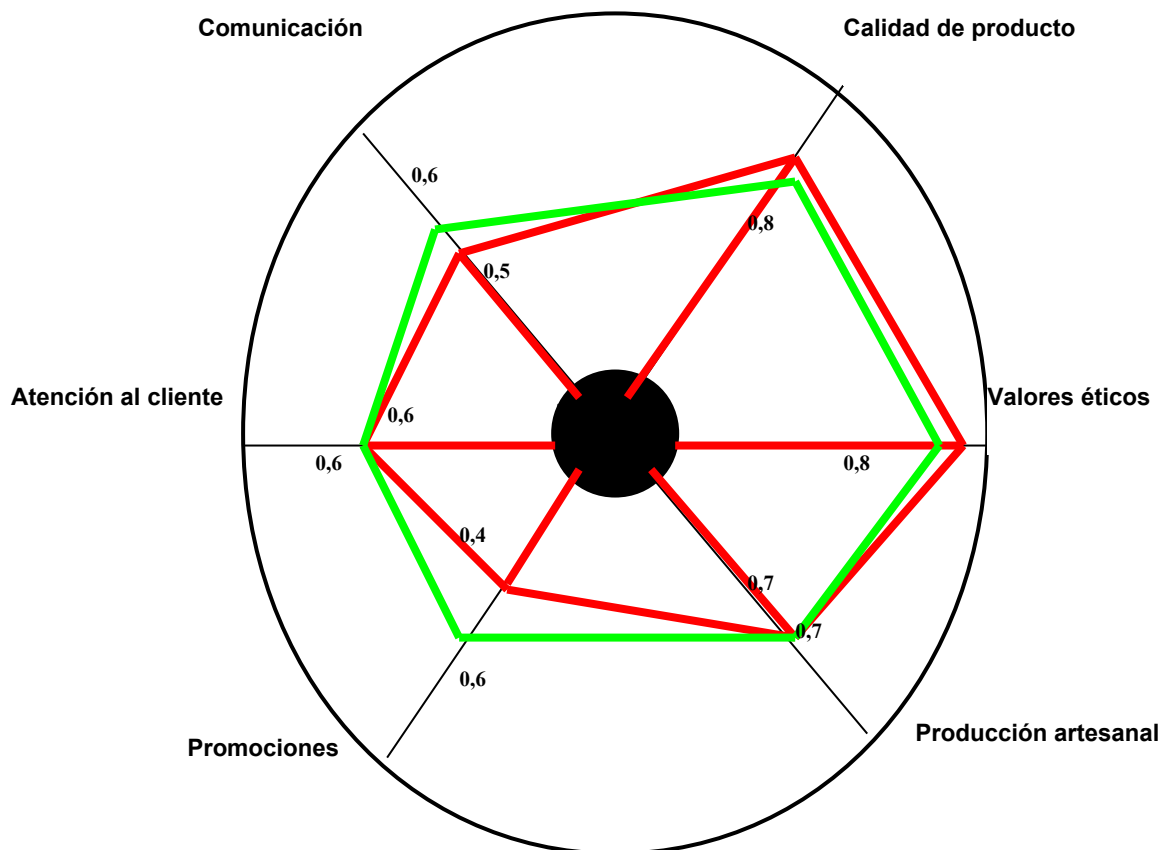 Comunicación
Calidad de producto
0,6
0,8
0,5
Atención al cliente
Valores éticos
0,6
0,6
0,8
0,4
0,7
0,7
0,6
Promociones
Producción artesanal